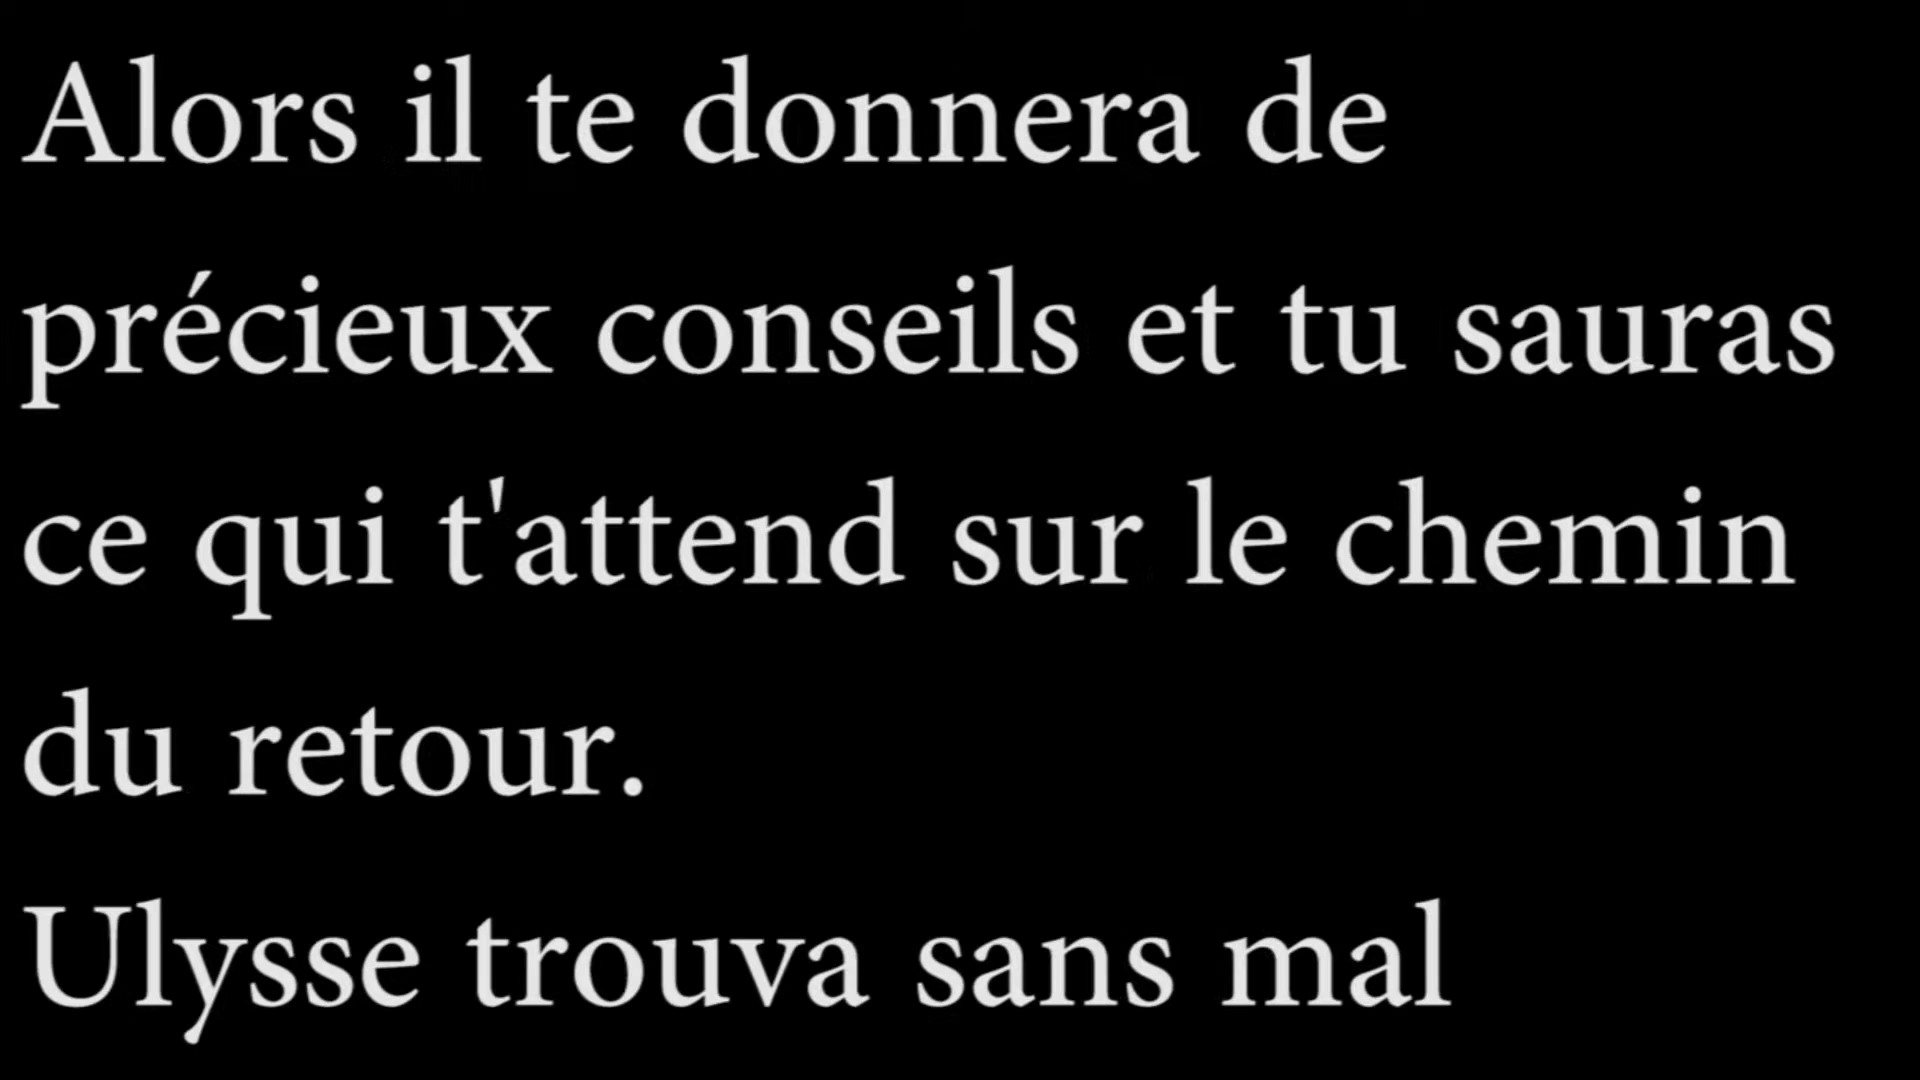 Alors il te donnera de
précieux conseils et tu sauras
ce qui t'attend sur le chemin
du retour.
Ulysse trouva sans mal